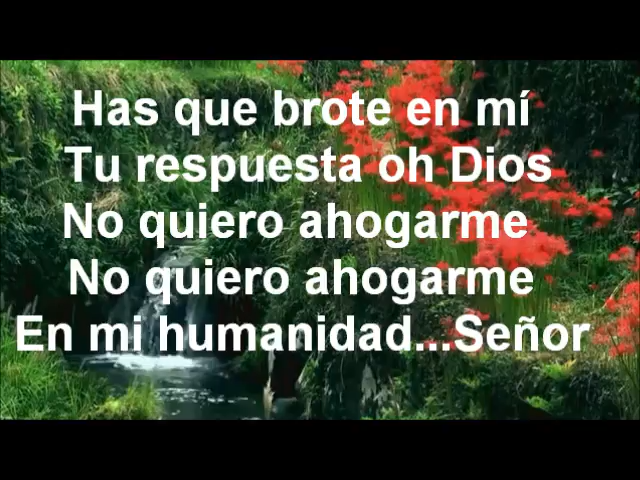 Has que brote en mí
Tu respuesta oh Dios
No quiero ahogarme
No quiero ahogarme
En mi humanidad...Señor